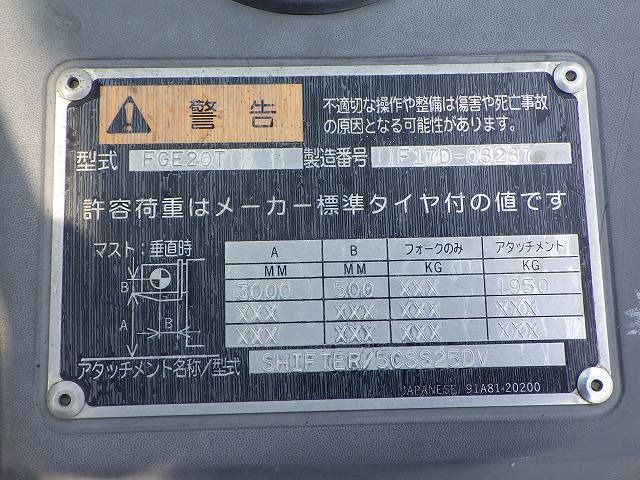 警告
不適切な操作や整備は傷害や死亡事故
の原因となる可能性があります。
型式 FGE20T 製造番号 F17D-08287
許容荷重はメーカー標準タイヤ付の値です
マスト：垂直時 A B フォークのみ アタッチメント
MM MM KG KG
B 3000 500 XXX 1950
A B XXX XXX XXX XXX
XXX XXX XXX XXX
アタッチメント名称/型式 SHIFTER/5CSS25DV
JAPANESE/ 91A81-20200